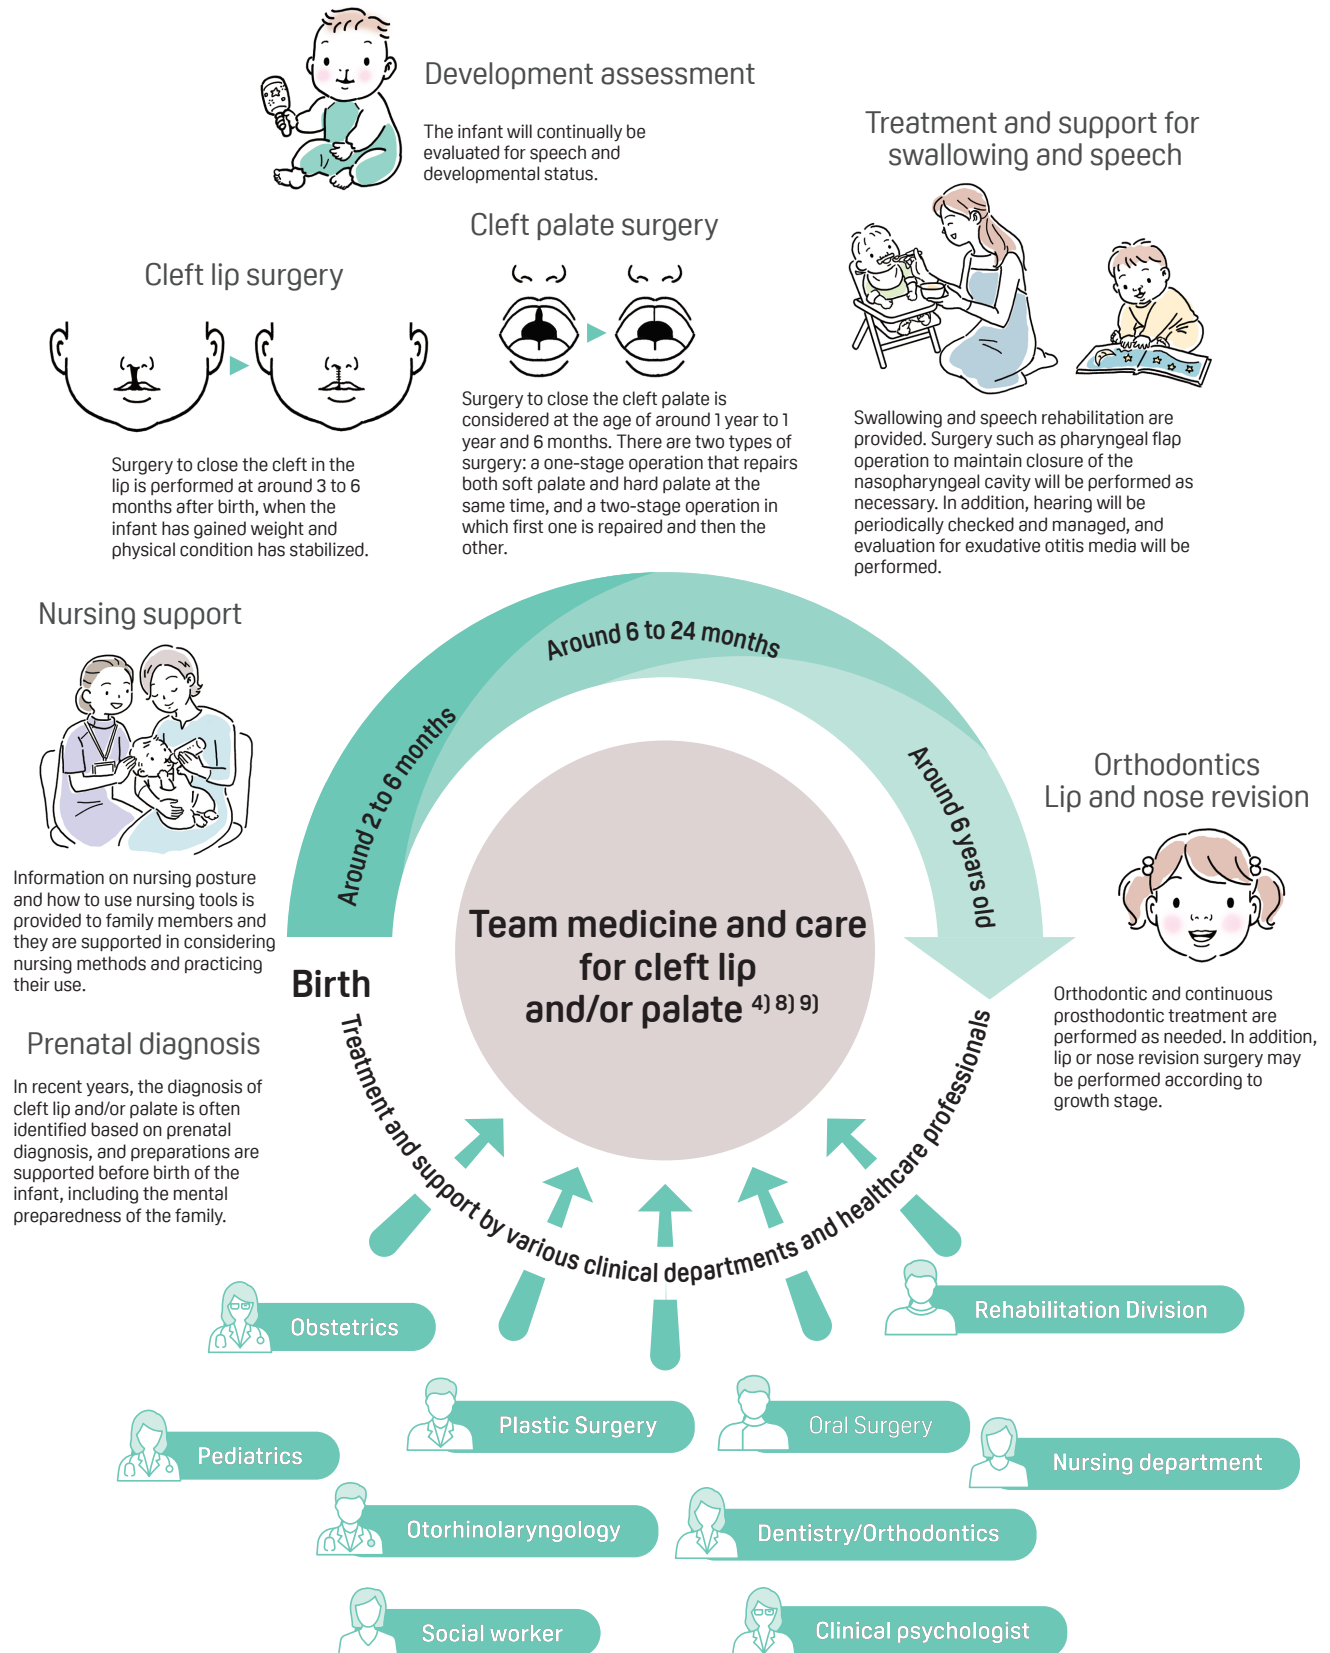 Development assessment
The infant will continually be
evaluated for speech and
developmental status.
Treatment and support for
swallowing and speech
Cleft palate surgery
Cleft lip surgery
Surgery to close the cleft palate is
considered at the age of around 1 year to 1
year and 6 months. There are two types of
surgery: a one-stage operation that repairs
both soft palate and hard palate at the
same time, and a two-stage operation in
which first one is repaired and then the
other.
Swallowing and speech rehabilitation are
provided. Surgery such as pharyngeal flap
operation to maintain closure of the
nasopharyngeal cavity will be performed as
necessary. In addition, hearing will be
periodically checked and managed, and
evaluation for exudative otitis media will be
performed.
Surgery to close the cleft in the
lip is performed at around 3 to 6
months after birth, when the
infant has gained weight and
physical condition has stabilized.
Nursing support
Information on nursing posture
and how to use nursing tools is
provided to family members and
they are supported in considering
nursing methods and practicing
their use.
Around 2 to 6 months
Around 6 to 24 months
Around 6 years old
Orthodontics
Lip and nose revision
Orthodontic and continuous
prosthodontic treatment are
performed as needed. In addition,
lip or nose revision surgery may
be performed according to
growth stage.
Team medicine and care
for cleft lip
and/or palate 4) 8) 9)
Birth
Prenatal diagnosis
In recent years, the diagnosis of
cleft lip and/or palate is often
identified based on prenatal
diagnosis, and preparations are
supported before birth of the
infant, including the mental
preparedness of the family.
Treatment and support by various clinical departments and healthcare professionals
Obstetrics
Rehabilitation Division
Plastic Surgery
Oral Surgery
Pediatrics
Nursing department
Otorhinolaryngology
Dentistry/Orthodontics
Social worker
Clinical psychologist